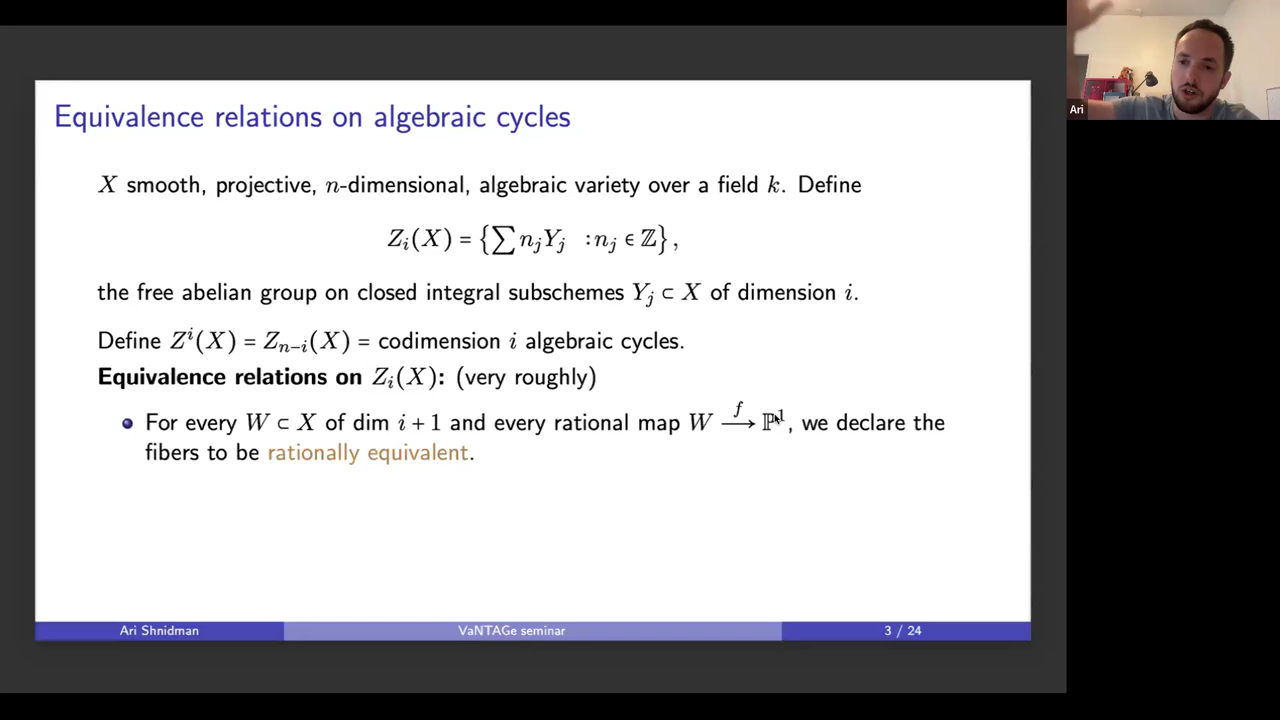 Equivalence relations on algebraic cycles
X smooth, projective, n-dimensional, algebraic variety over a field k. Define
Z_i(X) = {∑ n_j Y_j : n_j ∈ ℤ},
the free abelian group on closed integral subschemes Y_j ⊂ X of dimension i.
Define Z^i(X) = Z_{n−i}(X) = codimension i algebraic cycles.
Equivalence relations on Z_i(X): (very roughly)
• For every W ⊂ X of dim i + 1 and every rational map W →^f ℙ^1, we declare the
fibers to be rationally equivalent.
Ari Shnidman VaNTAGe seminar 3 / 24
Ari